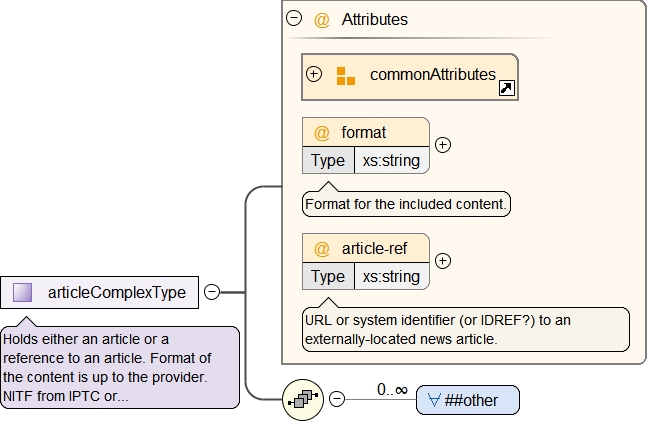 @ Attributes
commonAttributes
@ format
Type xs:string
Format for the included content.
@ article-ref
Type xs:string
URL or system identifier (or IDREF?) to an
externally-located news article.
articleComplexType
Holds either an article or a
reference to an article. Format of
the content is up to the provider.
NITF from IPTC or...
0..∞
##other